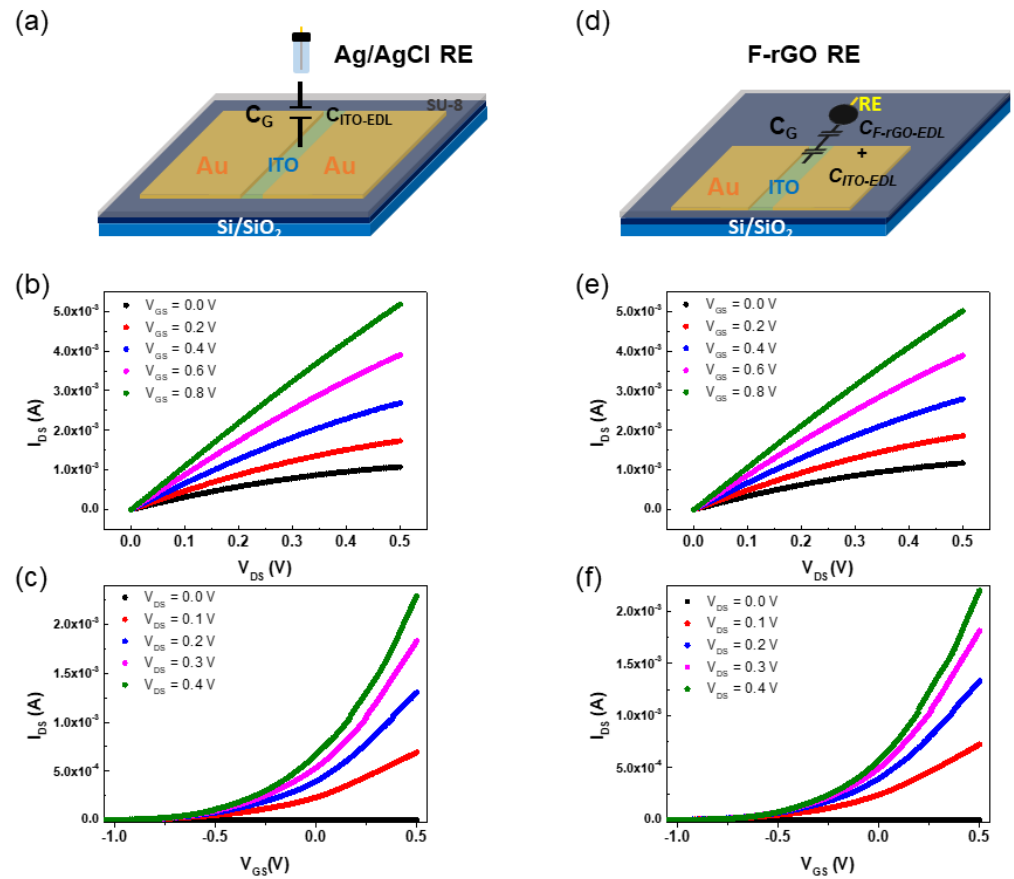 (a)
Ag/AgCl RE
SU-8
C_G C_ITO-EDL
Au ITO Au
Si/SiO₂
(d)
F-rGO RE
RE
C_G C_F-rGO-EDL
+
Au ITO C_ITO-EDL
Si/SiO₂
(b)
I_DS (A)
5.0x10⁻³
4.0x10⁻³
3.0x10⁻³
2.0x10⁻³
1.0x10⁻³
0.0
V_GS = 0.0 V
V_GS = 0.2 V
V_GS = 0.4 V
V_GS = 0.6 V
V_GS = 0.8 V
0.0 0.1 0.2 0.3 0.4 0.5
V_DS (V)
(e)
I_DS (A)
5.0x10⁻³
4.0x10⁻³
3.0x10⁻³
2.0x10⁻³
1.0x10⁻³
0.0
V_GS = 0.0 V
V_GS = 0.2 V
V_GS = 0.4 V
V_GS = 0.6 V
V_GS = 0.8 V
0.0 0.1 0.2 0.3 0.4 0.5
V_DS (V)
(c)
I_DS (A)
2.0x10⁻³
1.5x10⁻³
1.0x10⁻³
5.0x10⁻⁴
0.0
V_DS = 0.0 V
V_DS = 0.1 V
V_DS = 0.2 V
V_DS = 0.3 V
V_DS = 0.4 V
-1.0 -0.5 0.0 0.5
V_GS(V)
(f)
I_DS (A)
2.0x10⁻³
1.5x10⁻³
1.0x10⁻³
5.0x10⁻⁴
0.0
V_DS = 0.0 V
V_DS = 0.1 V
V_DS = 0.2 V
V_DS = 0.3 V
V_DS = 0.4 V
-1.0 -0.5 0.0 0.5
V_GS (V)